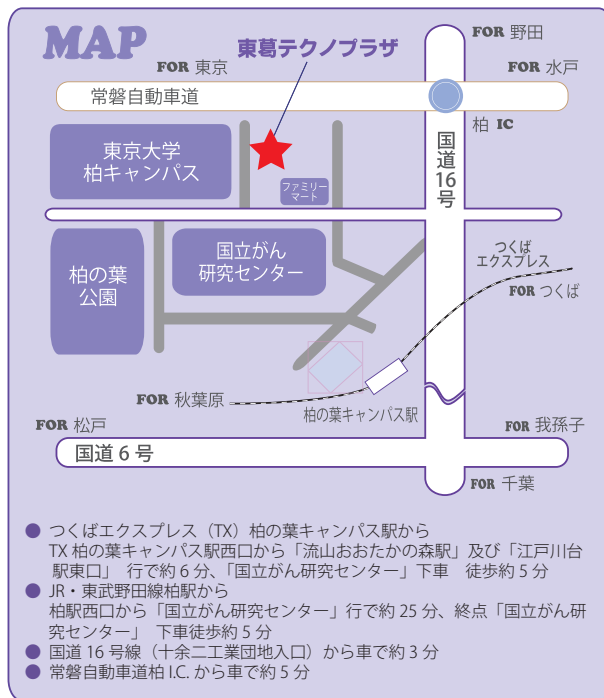 MAP
東葛テクノプラザ
FOR 野田
FOR 東京
FOR 水戸
常磐自動車道
柏 IC
東京大学
柏キャンパス
国道16号
ファミリー
マート
国立がん
研究センター
柏の葉
公園
つくば
エクスプレス
FOR つくば
FOR 秋葉原
柏の葉キャンパス駅
FOR 松戸
FOR 我孫子
国道 6 号
FOR 千葉
● つくばエクスプレス（TX）柏の葉キャンパス駅から
TX 柏の葉キャンパス駅西口から「流山おおたかの森駅」及び「江戸川台
駅東口」 行で約 6 分、「国立がん研究センター」下車 徒歩約 5 分
● JR・東武野田線柏駅から
柏駅西口から「国立がん研究センター」行で約 25 分、終点「国立がん研
究センター」 下車徒歩約 5 分
● 国道 16 号線（十余二工業団地入口）から車で約 3 分
● 常磐自動車道柏 I.C. から車で約 5 分